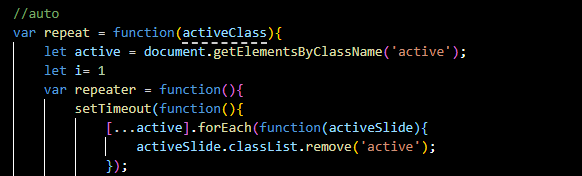 //auto
var repeat = function(activeClass){
let active = document.getElementsByClassName('active');
let i= 1
var repeater = function(){
setTimeout(function(){
[...active].forEach(function(activeSlide){
activeSlide.classList.remove('active');
});